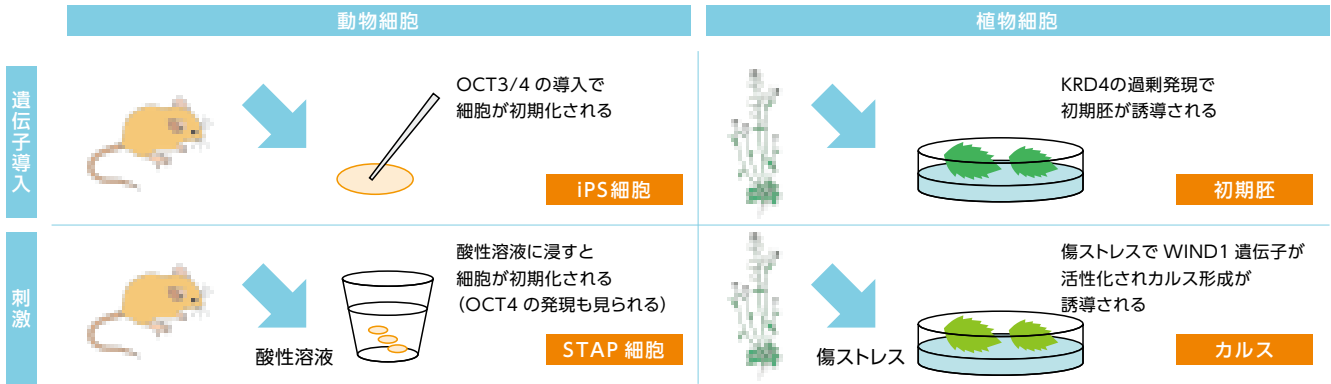 動物細胞
植物細胞
遺伝子導入
OCT3/4 の導入で
細胞が初期化される
iPS細胞
KRD4の過剰発現で
初期胚が誘導される
初期胚
刺激
酸性溶液に浸すと
細胞が初期化される
（OCT4 の発現も見られる）
酸性溶液
STAP 細胞
傷ストレスで WIND1 遺伝子が
活性化されカルス形成が
誘導される
傷ストレス
カルス